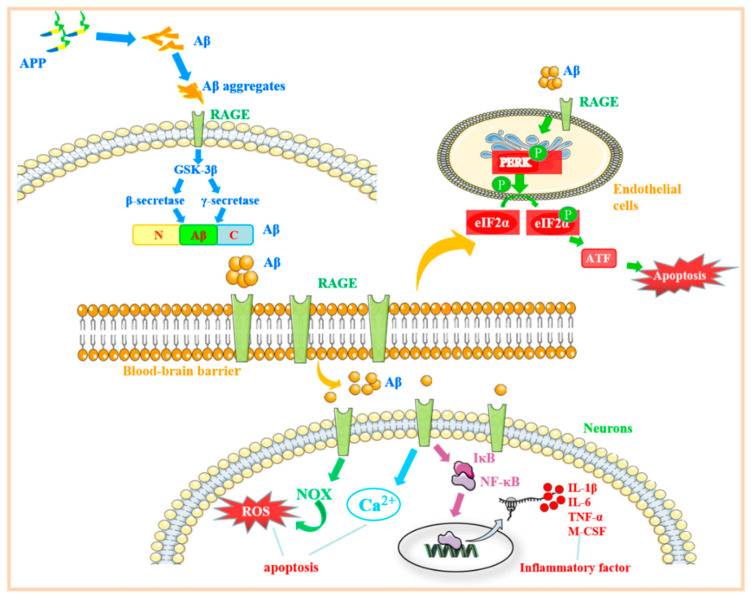 APP
Aβ
Aβ aggregates
RAGE
GSK-3β
β-secretase
γ-secretase
N
Aβ
C
Aβ
Aβ
RAGE
Blood-brain barrier
Aβ
RAGE
P
PERK
P
Endothelial
cells
eIF2α
eIF2α
P
ATF
Apoptosis
Aβ
Neurons
NOX
ROS
Ca²⁺
apoptosis
IκB
NF-κB
IL-1β
IL-6
TNF-α
M-CSF
Inflammatory factor